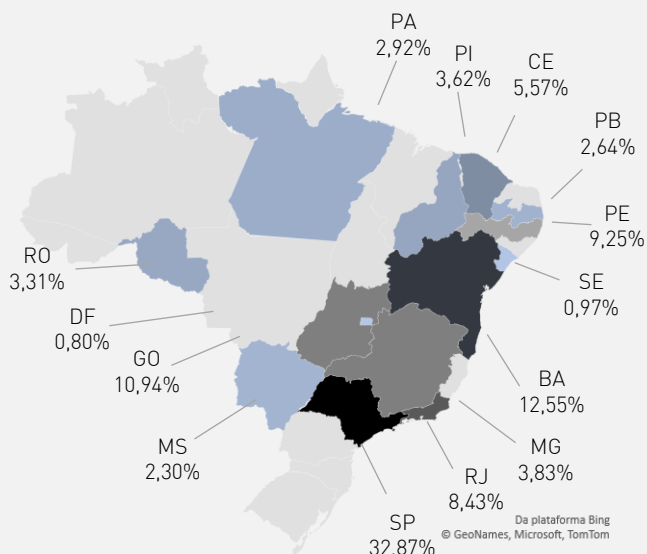 PA
2,92%
PI
3,62%
CE
5,57%
PB
2,64%
PE
9,25%
RO
3,31%
SE
0,97%
DF
0,80%
GO
10,94%
BA
12,55%
MS
2,30%
MG
3,83%
RJ
8,43%
SP
32,87%
Da plataforma Bing
© GeoNames, Microsoft, TomTom